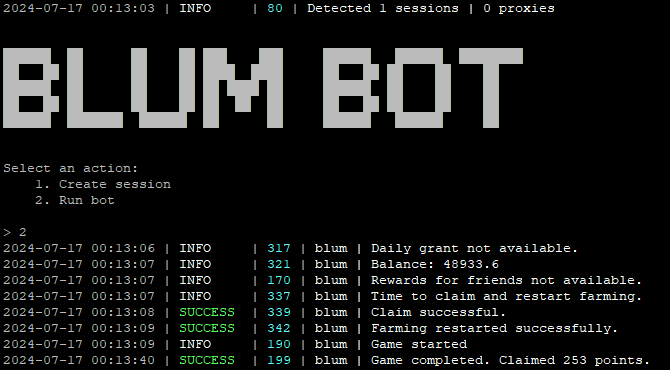 2024-07-17 00:13:03 | INFO     | 80 | Detected 1 sessions | 0 proxies
BLUM BOT
Select an action:
    1. Create session
    2. Run bot
> 2
2024-07-17 00:13:06 | INFO     | 317 | blum | Daily grant not available.
2024-07-17 00:13:07 | INFO     | 321 | blum | Balance: 48933.6
2024-07-17 00:13:07 | INFO     | 170 | blum | Rewards for friends not available.
2024-07-17 00:13:07 | INFO     | 337 | blum | Time to claim and restart farming.
2024-07-17 00:13:08 | SUCCESS  | 339 | blum | Claim successful.
2024-07-17 00:13:09 | SUCCESS  | 342 | blum | Farming restarted successfully.
2024-07-17 00:13:09 | INFO     | 190 | blum | Game started
2024-07-17 00:13:40 | SUCCESS  | 199 | blum | Game completed. Claimed 253 points.